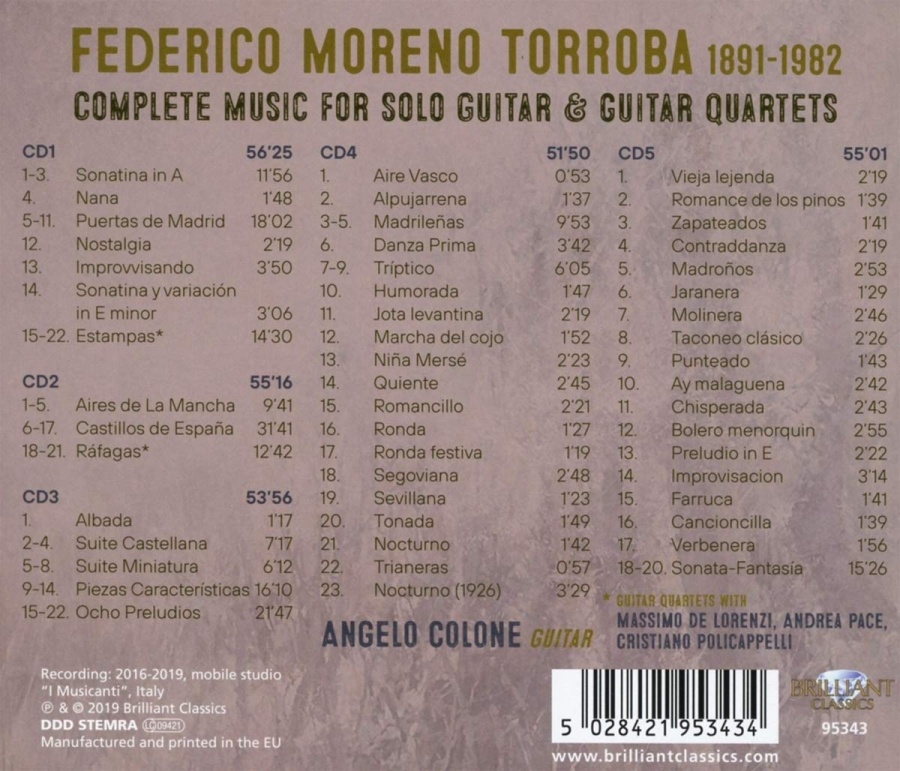 FEDERICO MORENO TORROBA 1891-1982
COMPLETE MUSIC FOR SOLO GUITAR & GUITAR QUARTETS
CD1 56'25
1-3. Sonatina in A 11'56
4. Nana 1'48
5-11. Puertas de Madrid 18'02
12. Nostalgia 2'19
13. Improvvisando 3'50
14. Sonatina y variación
in E minor 3'06
15-22. Estampas* 14'30
CD2 55'16
1-5. Aires de La Mancha 9'41
6-17. Castillos de España 31'41
18-21. Ráfagas* 12'42
CD3 53'56
1. Albada 1'17
2-4. Suite Castellana 7'17
5-8. Suite Miniatura 6'12
9-14. Piezas Características 16'10
15-22. Ocho Preludios 21'47
CD4 51'50
1. Aire Vasco 0'53
2. Alpujarrena 1'37
3-5. Madrileñas 9'53
6. Danza Prima 3'42
7-9. Tríptico 6'05
10. Humorada 1'47
11. Jota levantina 2'19
12. Marcha del cojo 1'52
13. Niña Mersé 2'23
14. Quiente 2'45
15. Romancillo 2'21
16. Ronda 1'27
17. Ronda festiva 1'19
18. Segoviana 2'48
19. Sevillana 1'23
20. Tonada 1'49
21. Nocturno 1'42
22. Trianeras 0'57
23. Nocturno (1926) 3'29
CD5 55'01
1. Vieja lejenda 2'19
2. Romance de los pinos 1'39
3. Zapateados 1'41
4. Contraddanza 2'19
5. Madroños 2'53
6. Jaranera 1'29
7. Molinera 2'46
8. Taconeo clásico 2'26
9. Punteado 1'43
10. Ay malaguena 2'42
11. Chisperada 2'43
12. Bolero menorquin 2'55
13. Preludio in E 2'22
14. Improvisacion 3'14
15. Farruca 1'41
16. Cancioncilla 1'39
17. Verbenera 1'56
18-20. Sonata-Fantasía 15'26
* GUITAR QUARTETS WITH
MASSIMO DE LORENZI, ANDREA PACE,
CRISTIANO POLICAPPELLI
ANGELO COLONE GUITAR
Recording: 2016-2019, mobile studio
"I Musicanti", Italy
℗ & © 2019 Brilliant Classics
DDD STEMRA LC 09421
Manufactured and printed in the EU
5 028421 953434
www.brilliantclassics.com
BRILLIANT
CLASSICS
95343